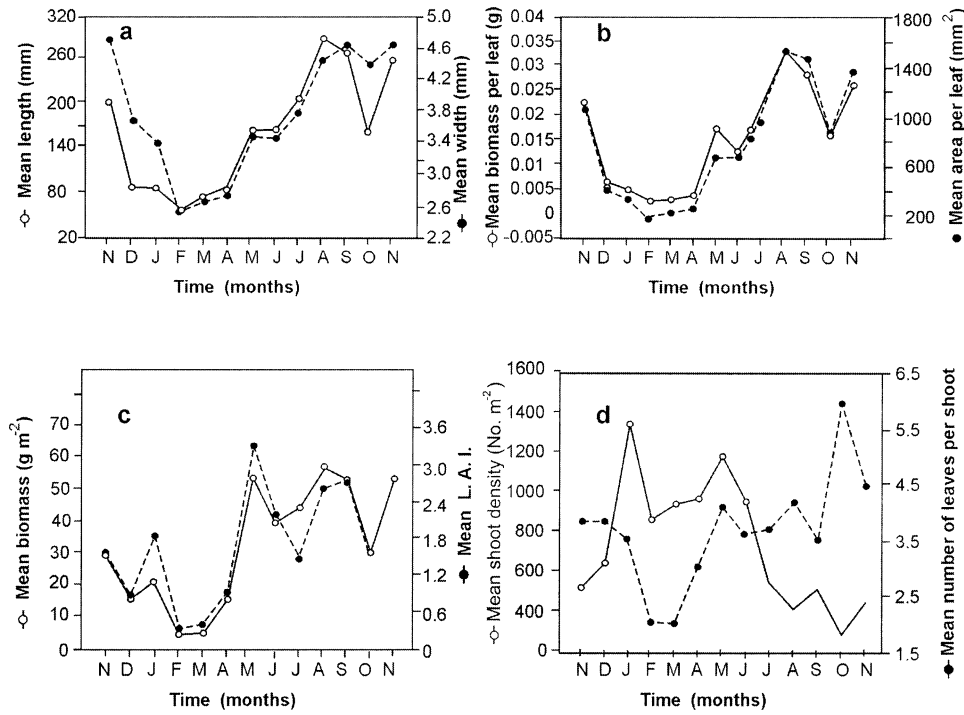 a
320
260
200
140
80
20
Mean length (mm)
5.0
4.6
4.2
3.8
3.4
3.0
2.6
2.2
Mean width (mm)
N D J F M A M J J A S O N
Time (months)
b
0.04
0.035
0.03
0.025
0.02
0.015
0.01
0.005
0
-0.005
Mean biomass per leaf (g)
1800
1400
1000
600
200
Mean area per leaf (mm²)
N D J F M A M J J A S O N
Time (months)
c
70
60
50
40
30
20
10
0
Mean biomass (g m⁻²)
3.6
3.0
2.4
1.8
1.2
0.6
0
Mean L. A. I.
N D J F M A M J J A S O N
Time (months)
d
1600
1400
1200
1000
800
600
400
0
Mean shoot density (No. m⁻²)
6.5
5.5
4.5
3.5
2.5
1.5
Mean number of leaves per shoot
N D J F M A M J J A S O N
Time (months)